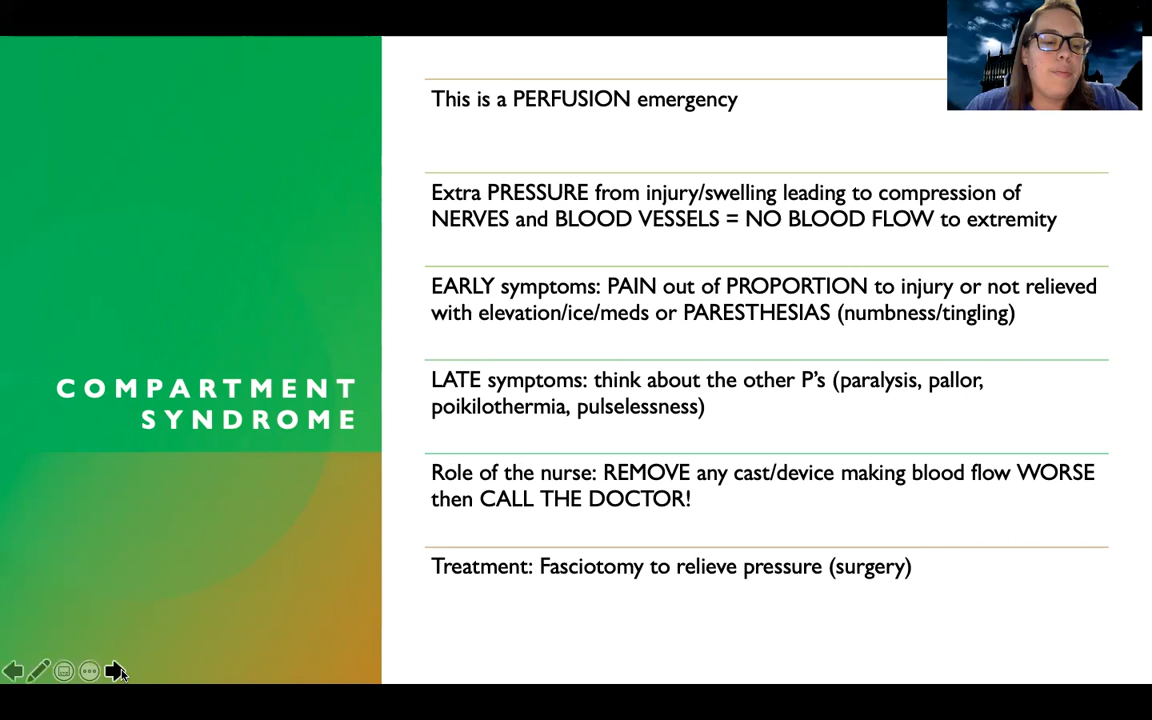 COMPARTMENT
SYNDROME
This is a PERFUSION emergency
Extra PRESSURE from injury/swelling leading to compression of
NERVES and BLOOD VESSELS = NO BLOOD FLOW to extremity
EARLY symptoms: PAIN out of PROPORTION to injury or not relieved
with elevation/ice/meds or PARESTHESIAS (numbness/tingling)
LATE symptoms: think about the other P’s (paralysis, pallor,
poikilothermia, pulselessness)
Role of the nurse: REMOVE any cast/device making blood flow WORSE
then CALL THE DOCTOR!
Treatment: Fasciotomy to relieve pressure (surgery)